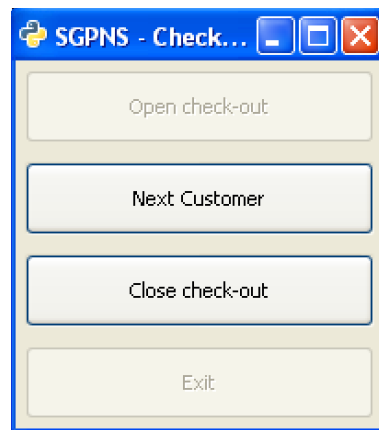 SGPNS - Check...
Open check-out
Next Customer
Close check-out
Exit